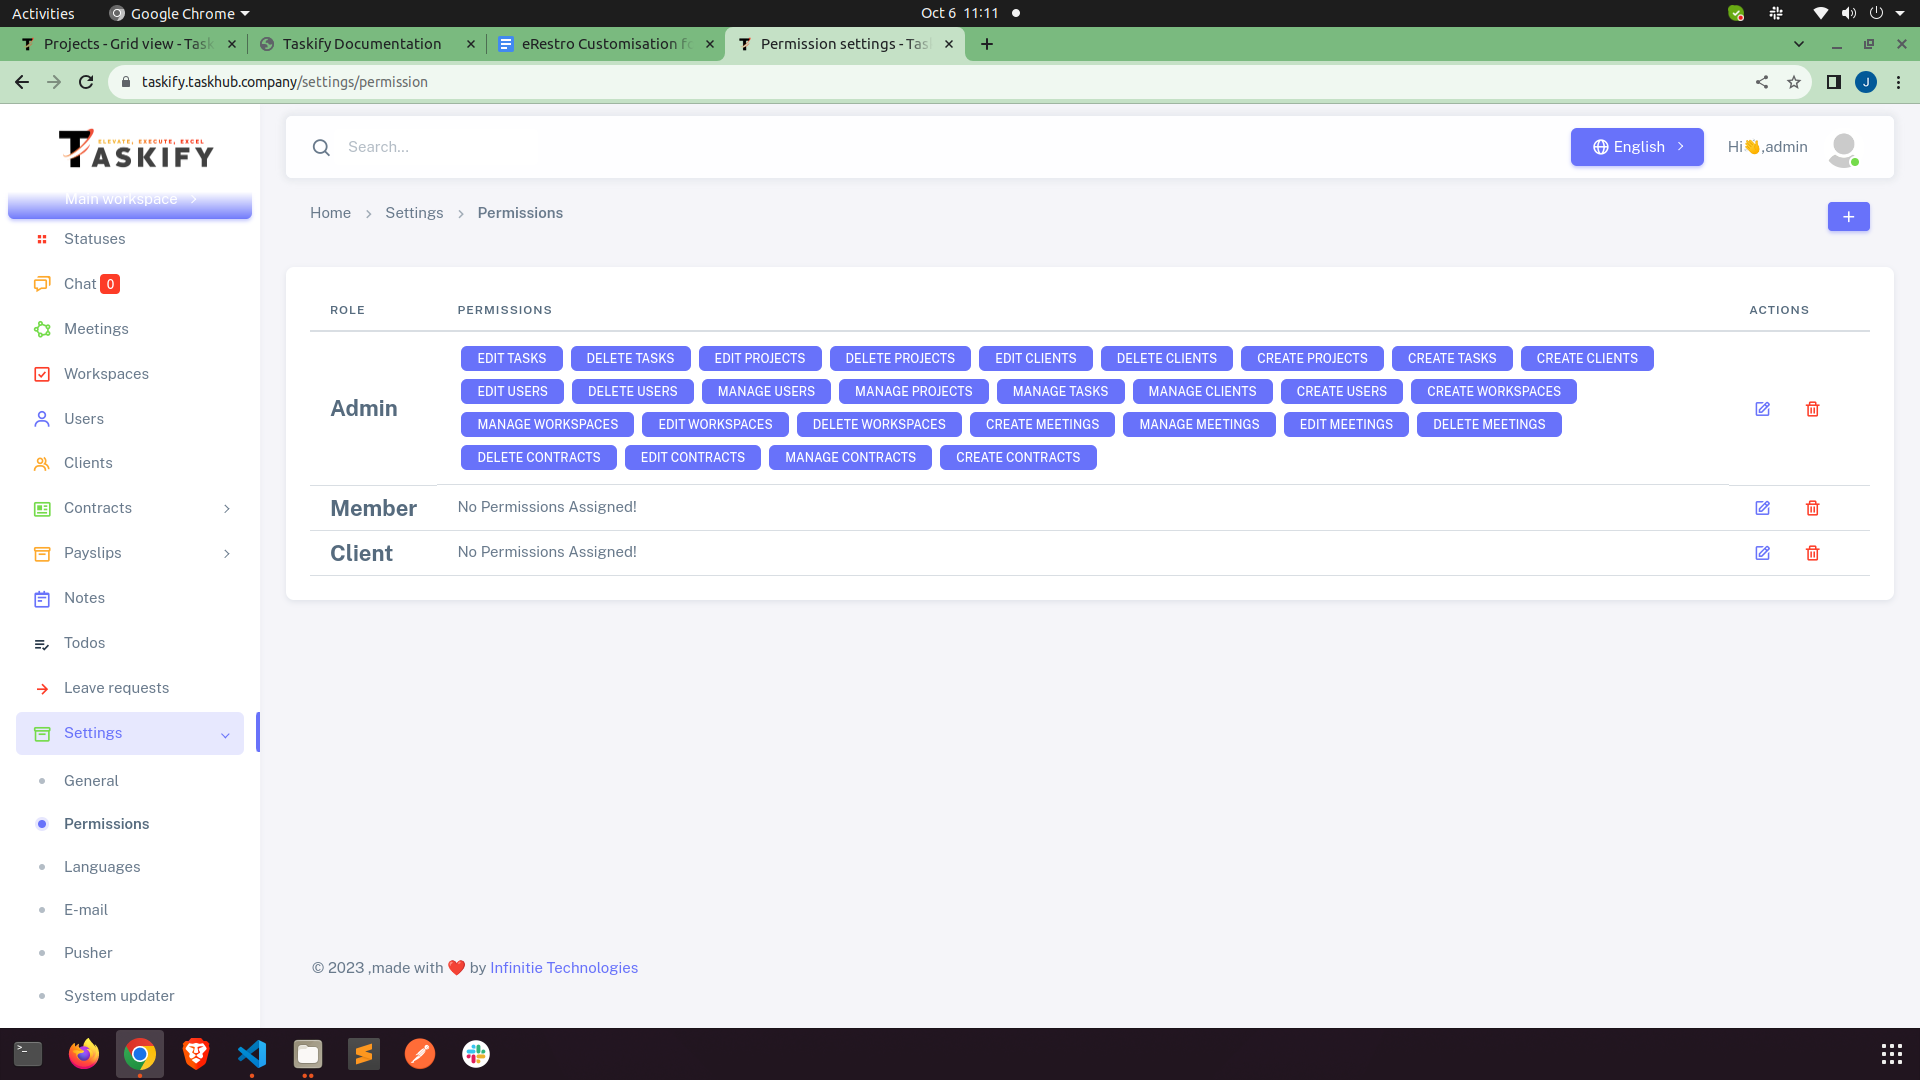 Activities Google Chrome Oct 6 11:11
Projects - Grid view - Task Taskify Documentation eRestro Customisation fo Permission settings - Tas
taskify.taskhub.company/settings/permission J
ELEVATE, EXECUTE, EXCEL
TASKIFY
Search... English Hi👋,admin
Main workspace
Home Settings Permissions +
Statuses
Chat 0
Meetings
Workspaces
Users
Clients
Contracts
Payslips
Notes
Todos
Leave requests
Settings
General
Permissions
Languages
E-mail
Pusher
System updater
ROLE PERMISSIONS ACTIONS
Admin
EDIT TASKS DELETE TASKS EDIT PROJECTS DELETE PROJECTS EDIT CLIENTS DELETE CLIENTS CREATE PROJECTS CREATE TASKS CREATE CLIENTS
EDIT USERS DELETE USERS MANAGE USERS MANAGE PROJECTS MANAGE TASKS MANAGE CLIENTS CREATE USERS CREATE WORKSPACES
MANAGE WORKSPACES EDIT WORKSPACES DELETE WORKSPACES CREATE MEETINGS MANAGE MEETINGS EDIT MEETINGS DELETE MEETINGS
DELETE CONTRACTS EDIT CONTRACTS MANAGE CONTRACTS CREATE CONTRACTS
Member No Permissions Assigned!
Client No Permissions Assigned!
© 2023 ,made with ❤️ by Infinitie Technologies